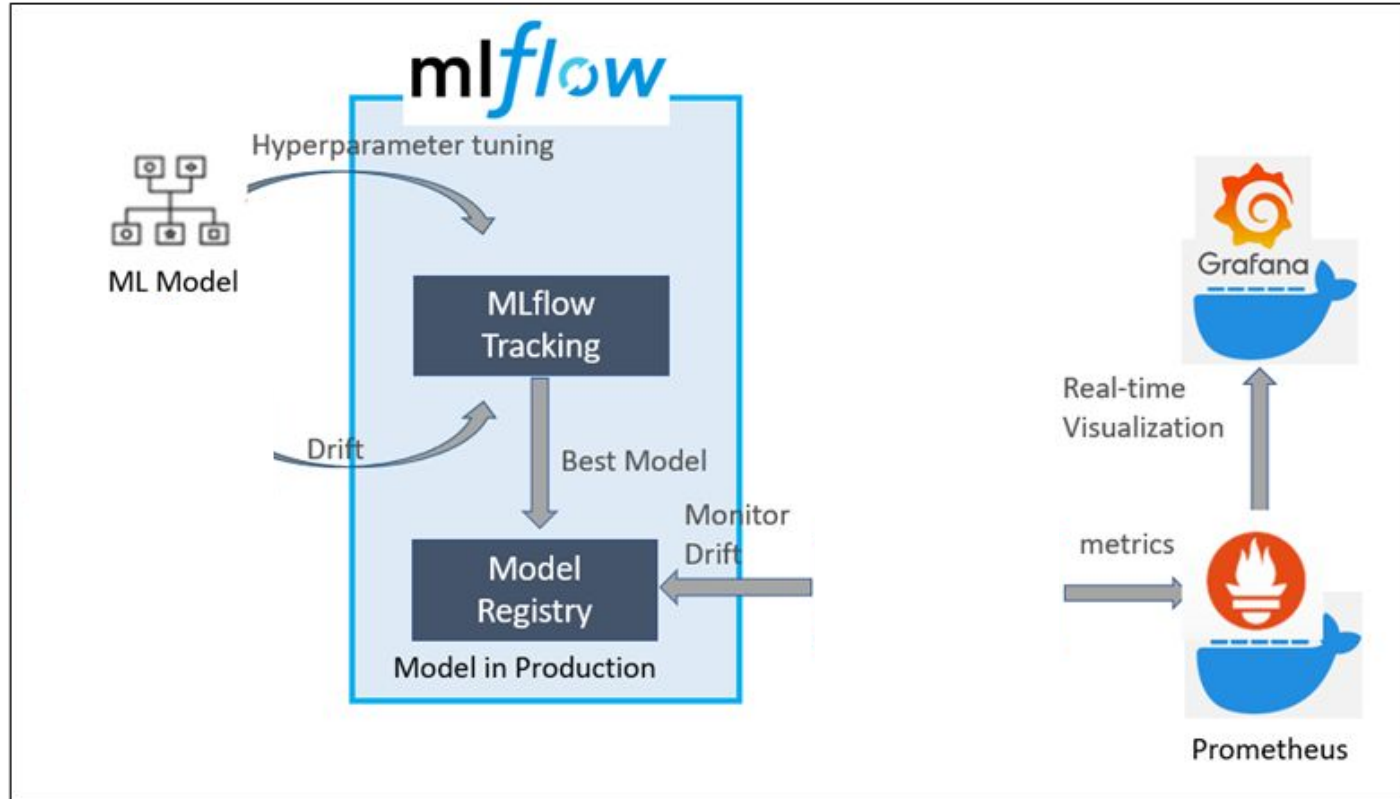 mlflow
Hyperparameter tuning
ML Model
MLflow
Tracking
Drift
Best Model
Monitor
Drift
Model
Registry
Model in Production
Grafana
Real-time
Visualization
metrics
Prometheus